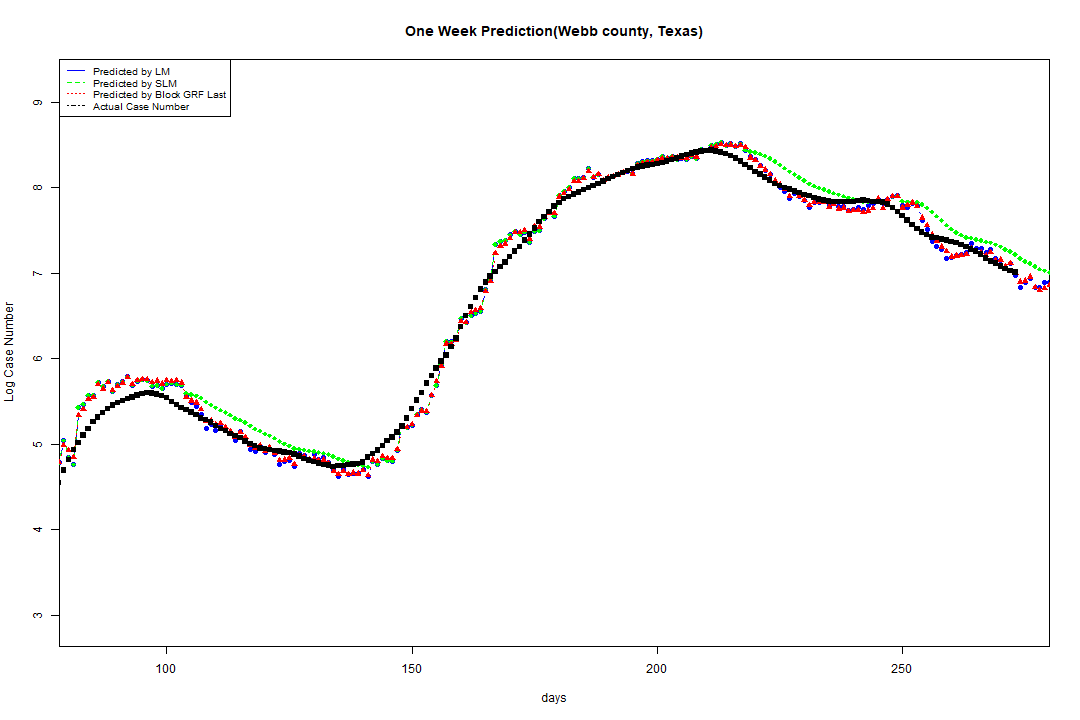 One Week Prediction(Webb county, Texas)
Predicted by LM
Predicted by SLM
Predicted by Block GRF Last
Actual Case Number
9
8
7
6
5
4
3
Log Case Number
100 150 200 250
days